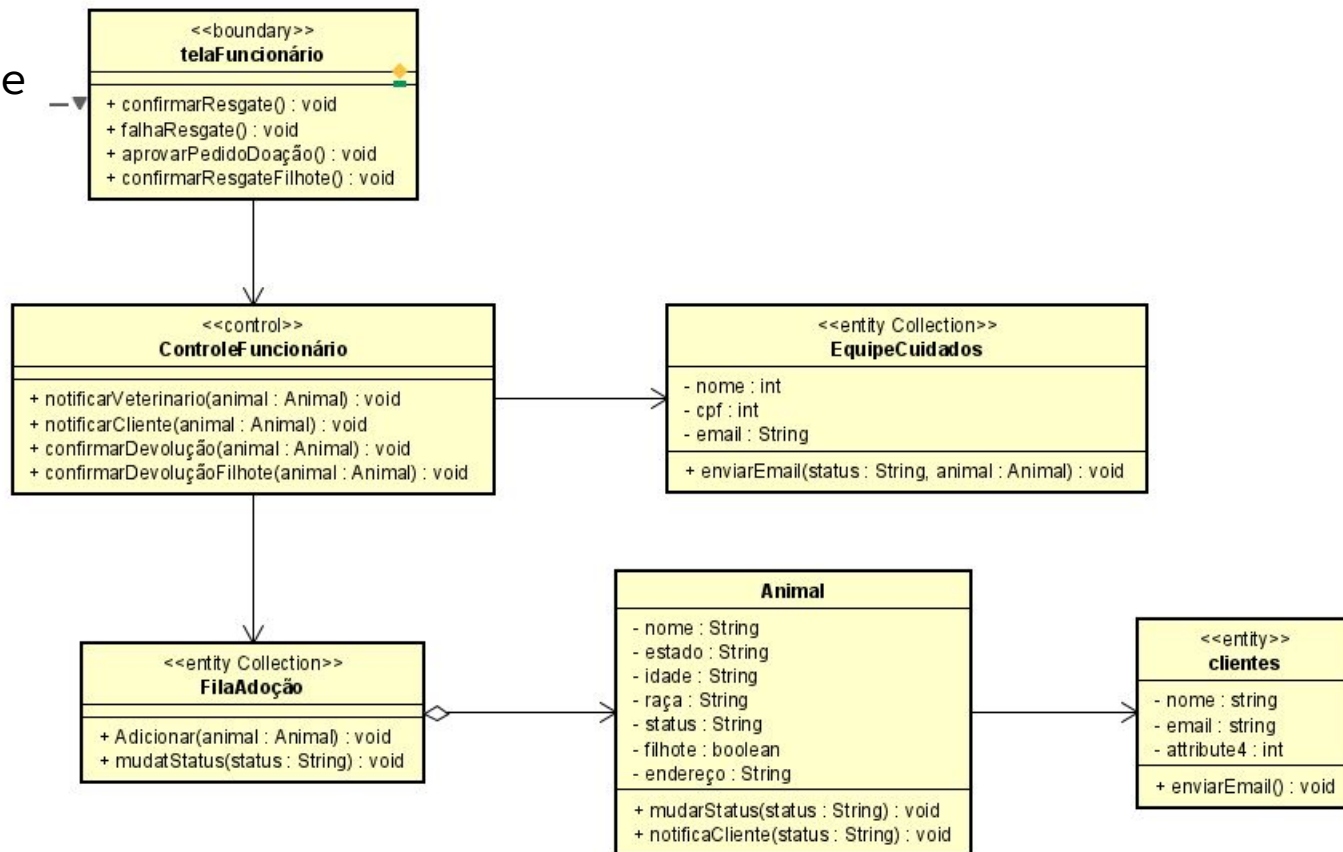 e
<<boundary>>
telaFuncionário
+ confirmarResgate() : void
+ falhaResgate() : void
+ aprovarPedidoDoação() : void
+ confirmarResgateFilhote() : void
<<control>>
ControleFuncionário
+ notificarVeterinario(animal : Animal) : void
+ notificarCliente(animal : Animal) : void
+ confirmarDevolução(animal : Animal) : void
+ confirmarDevoluçãoFilhote(animal : Animal) : void
<<entity Collection>>
EquipeCuidados
- nome : int
- cpf : int
- email : String
+ enviarEmail(status : String, animal : Animal) : void
<<entity Collection>>
FilaAdoção
+ Adicionar(animal : Animal) : void
+ mudatStatus(status : String) : void
Animal
- nome : String
- estado : String
- idade : String
- raça : String
- status : String
- filhote : boolean
- endereço : String
+ mudarStatus(status : String) : void
+ notificaCliente(status : String) : void
<<entity>>
clientes
- nome : string
- email : string
- attribute4 : int
+ enviarEmail() : void